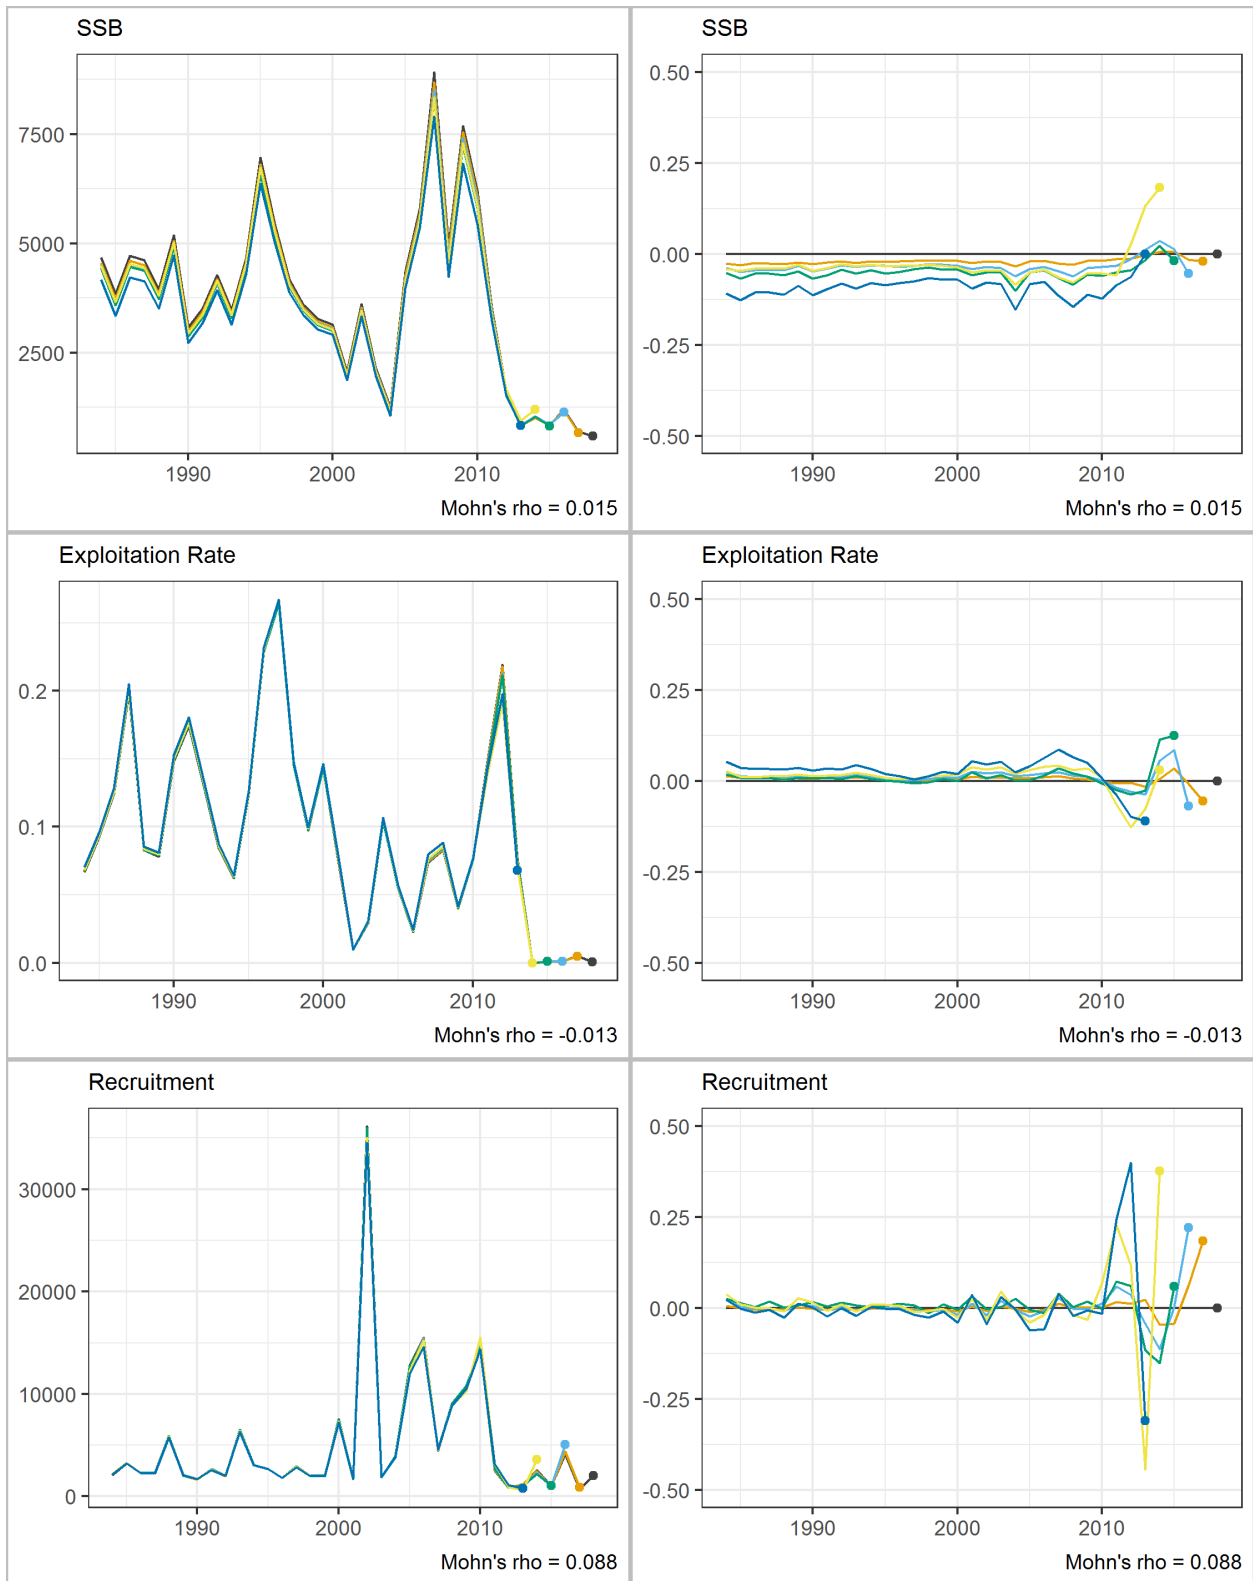 SSB
7500
5000
2500
1990 2000 2010
Mohn's rho = 0.015
SSB
0.50
0.25
0.00
-0.25
-0.50
1990 2000 2010
Mohn's rho = 0.015
Exploitation Rate
0.2
0.1
0.0
1990 2000 2010
Mohn's rho = -0.013
Exploitation Rate
0.50
0.25
0.00
-0.25
-0.50
1990 2000 2010
Mohn's rho = -0.013
Recruitment
30000
20000
10000
0
1990 2000 2010
Mohn's rho = 0.088
Recruitment
0.50
0.25
0.00
-0.25
-0.50
1990 2000 2010
Mohn's rho = 0.088